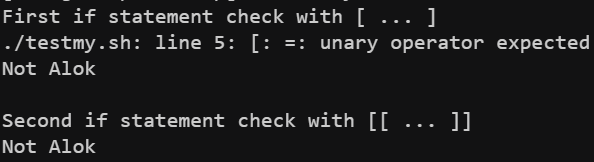 First if statement check with [ ... ]
./testmy.sh: line 5: [: =: unary operator expected
Not Alok
Second if statement check with [[ ... ]]
Not Alok